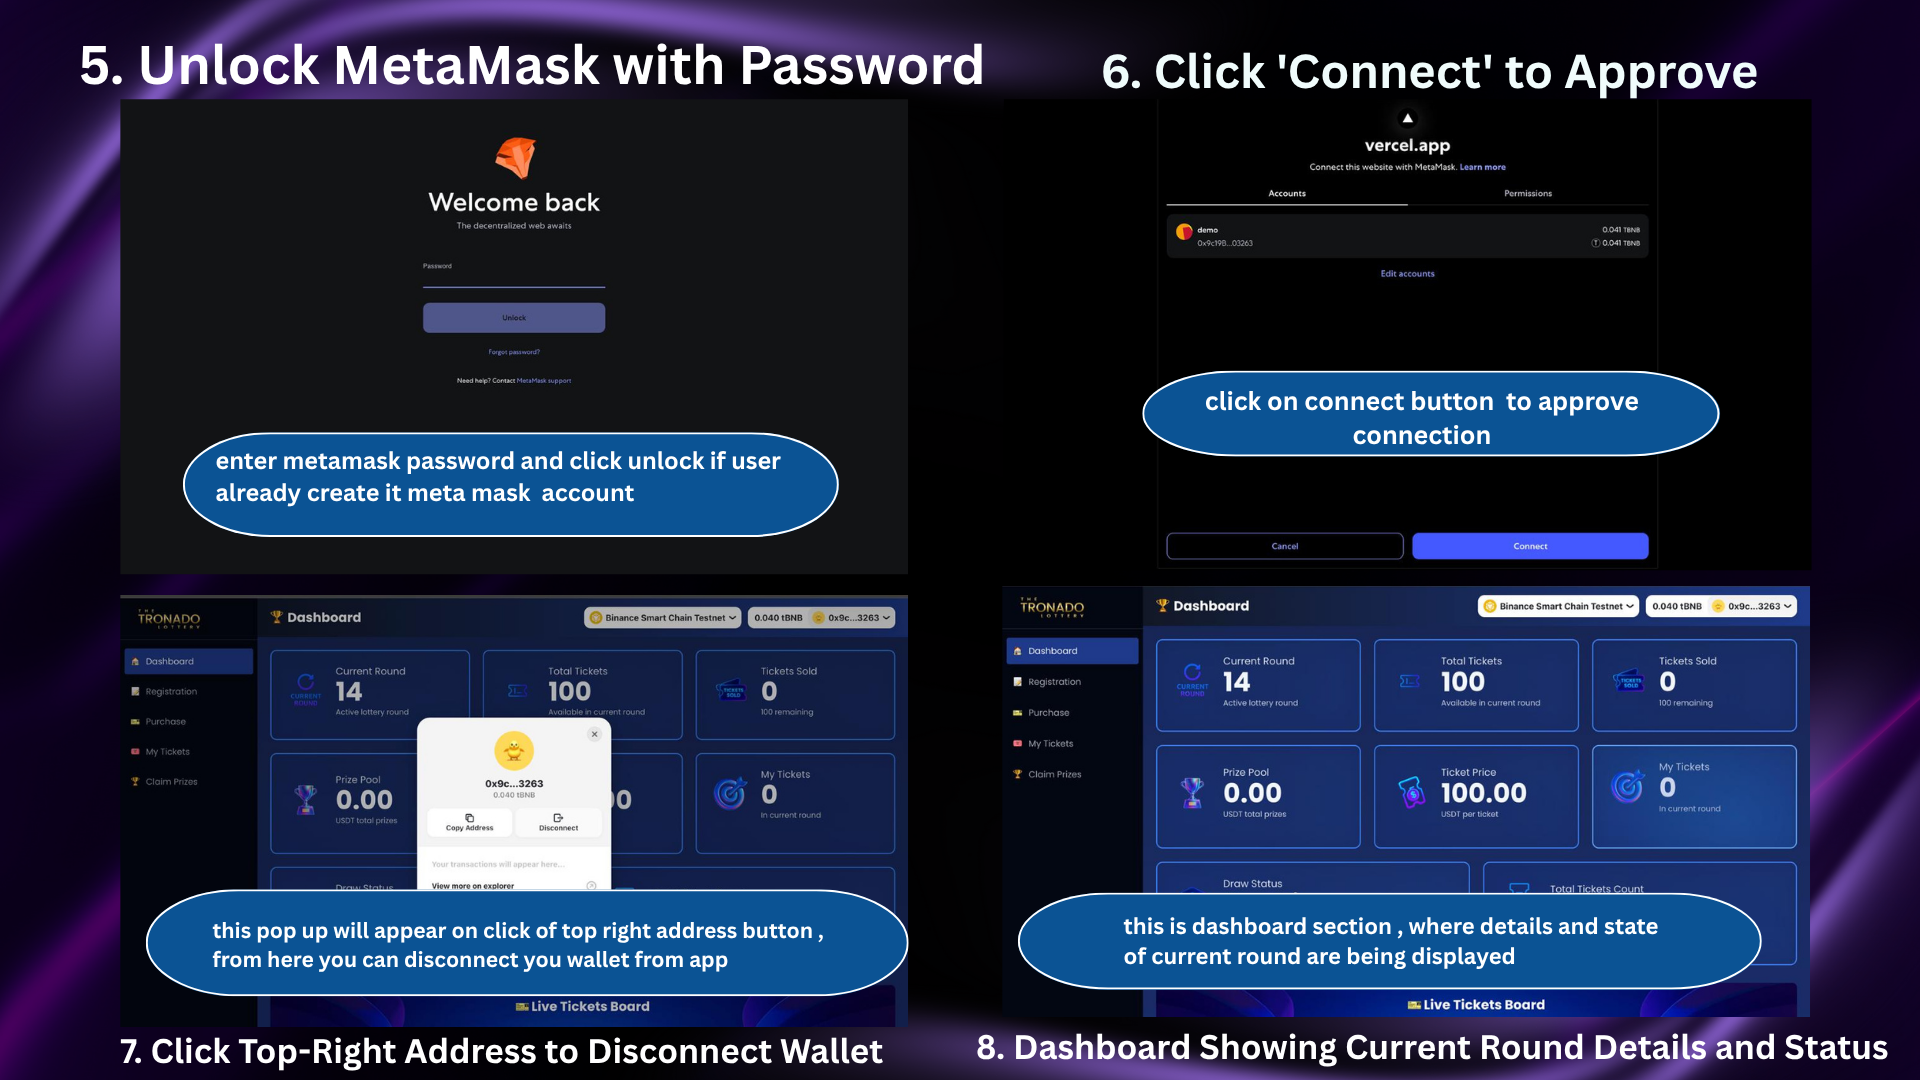 5. Unlock MetaMask with Password
Welcome back
The decentralized web awaits
Password
Unlock
Forgot password?
Need help? Contact MetaMask support
enter metamask password and click unlock if user
already create it meta mask account
6. Click 'Connect' to Approve
vercel.app
Connect this website with MetaMask. Learn more
Accounts Permissions
demo 0.041 TBNB
0x9c19B...03263 0.041 TBNB
Edit accounts
click on connect button to approve
connection
Cancel Connect
THE
TRONADO
LOTTERY
Dashboard
Binance Smart Chain Testnet
0.040 tBNB 0x9c...3263
Dashboard
Registration
Purchase
My Tickets
Claim Prizes
CURRENT
ROUND
Current Round
14
Active lottery round
Total Tickets
100
Available in current round
TICKETS
SOLD
Tickets Sold
0
100 remaining
Prize Pool
0.00
USDT total prizes
00
My Tickets
0
In current round
0x9c...3263
0.040 tBNB
Copy Address Disconnect
Your transactions will appear here...
View more on explorer
Draw Status
this pop up will appear on click of top right address button ,
from here you can disconnect you wallet from app
Live Tickets Board
7. Click Top-Right Address to Disconnect Wallet
THE
TRONADO
LOTTERY
Dashboard
Binance Smart Chain Testnet
0.040 tBNB 0x9c...3263
Dashboard
Registration
Purchase
My Tickets
Claim Prizes
CURRENT
ROUND
Current Round
14
Active lottery round
Total Tickets
100
Available in current round
TICKETS
SOLD
Tickets Sold
0
100 remaining
Prize Pool
0.00
USDT total prizes
Ticket Price
100.00
USDT per ticket
My Tickets
0
In current round
Draw Status
Total Tickets Count
this is dashboard section , where details and state
of current round are being displayed
Live Tickets Board
8. Dashboard Showing Current Round Details and Status